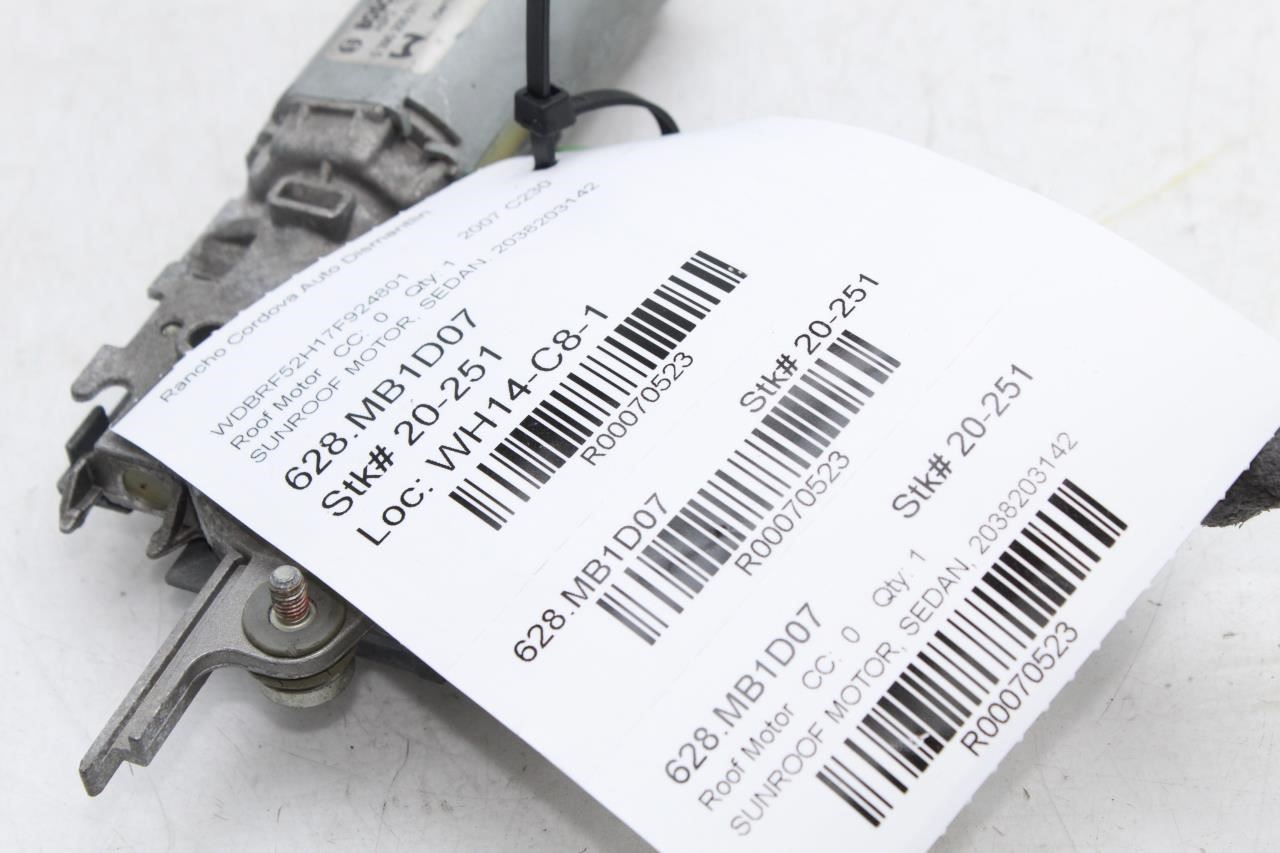 M
BOSCH
Rancho Cordova Auto Dismantlin
WDBRF52H17F924801 2007 C230
Roof Motor CC: 0 Qty: 1
SUNROOF MOTOR, SEDAN, 2038203142
628.MB1D07
Stk# 20-251
Loc: WH14-C8-1
R00070523
628.MB1D07 Stk# 20-251
R00070523
628.MB1D07 Stk# 20-251
Roof Motor CC: 0 Qty: 1
SUNROOF MOTOR, SEDAN, 2038203142
R00070523